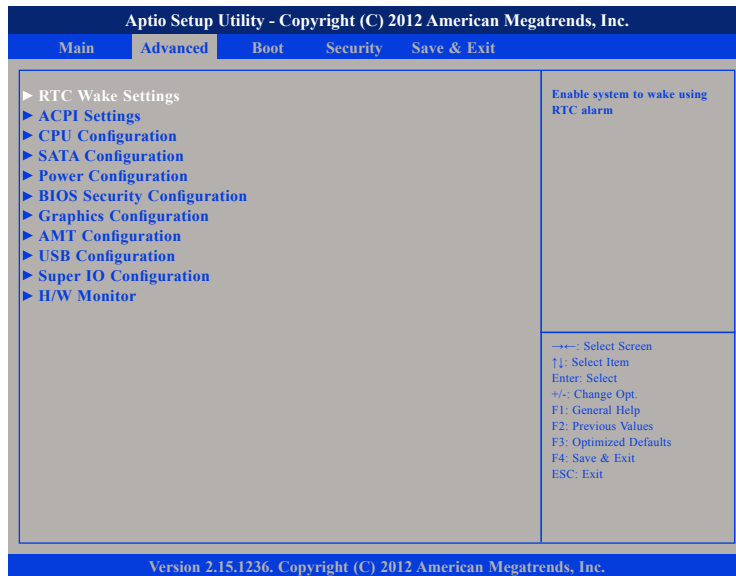 Aptio Setup Utility - Copyright (C) 2012 American Megatrends, Inc.
Main Advanced Boot Security Save & Exit
► RTC Wake Settings
► ACPI Settings
► CPU Configuration
► SATA Configuration
► Power Configuration
► BIOS Security Configuration
► Graphics Configuration
► AMT Configuration
► USB Configuration
► Super IO Configuration
► H/W Monitor
Enable system to wake using
RTC alarm
→←: Select Screen
↑↓: Select Item
Enter: Select
+/-: Change Opt.
F1: General Help
F2: Previous Values
F3: Optimized Defaults
F4: Save & Exit
ESC: Exit
Version 2.15.1236. Copyright (C) 2012 American Megatrends, Inc.